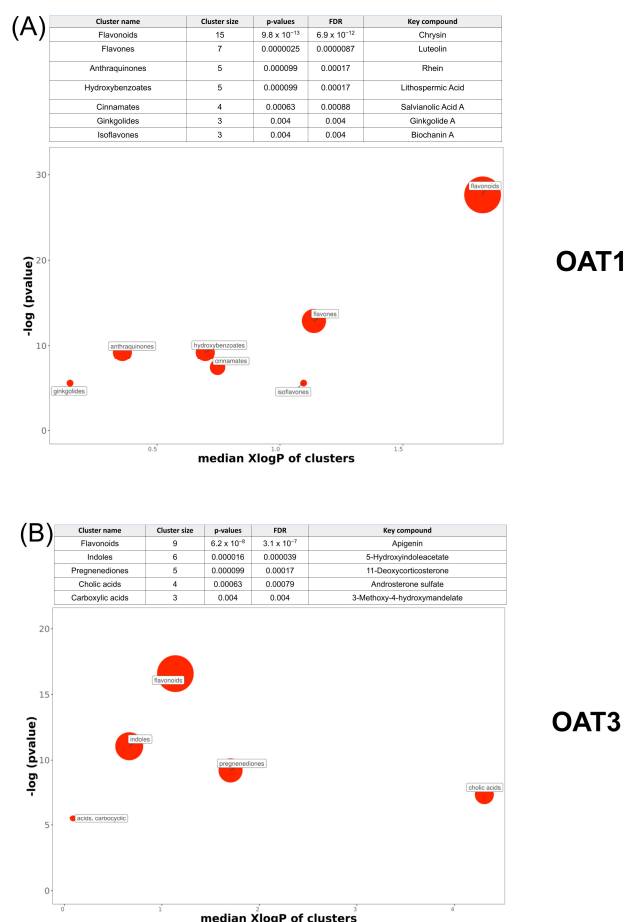 (A)
Cluster name Cluster size p-values FDR Key compound
Flavonoids 15 9.8 x 10⁻¹³ 6.9 x 10⁻¹² Chrysin
Flavones 7 0.0000025 0.0000087 Luteolin
Anthraquinones 5 0.000099 0.00017 Rhein
Hydroxybenzoates 5 0.000099 0.00017 Lithospermic Acid
Cinnamates 4 0.00063 0.00088 Salvianolic Acid A
Ginkgolides 3 0.004 0.004 Ginkgolide A
Isoflavones 3 0.004 0.004 Biochanin A
30
20
10
0
-log (pvalue)
flavonoids
flavones
anthraquinones
hydroxybenzoates
cinnamates
ginkgolides
isoflavones
0.5 1.0 1.5
median XlogP of clusters
OAT1
(B)
Cluster name Cluster size p-values FDR Key compound
Flavonoids 9 6.2 x 10⁻⁸ 3.1 x 10⁻⁷ Apigenin
Indoles 6 0.000016 0.000039 5-Hydroxyindoleacetate
Pregnenediones 5 0.000099 0.00017 11-Deoxycorticosterone
Cholic acids 4 0.00063 0.00079 Androsterone sulfate
Carboxylic acids 3 0.004 0.004 3-Methoxy-4-hydroxymandelate
20
15
10
5
0
-log (pvalue)
flavonoids
indoles
pregnenediones
cholic acids
acids, carbocyclic
0 1 2 3 4
median XlogP of clusters
OAT3